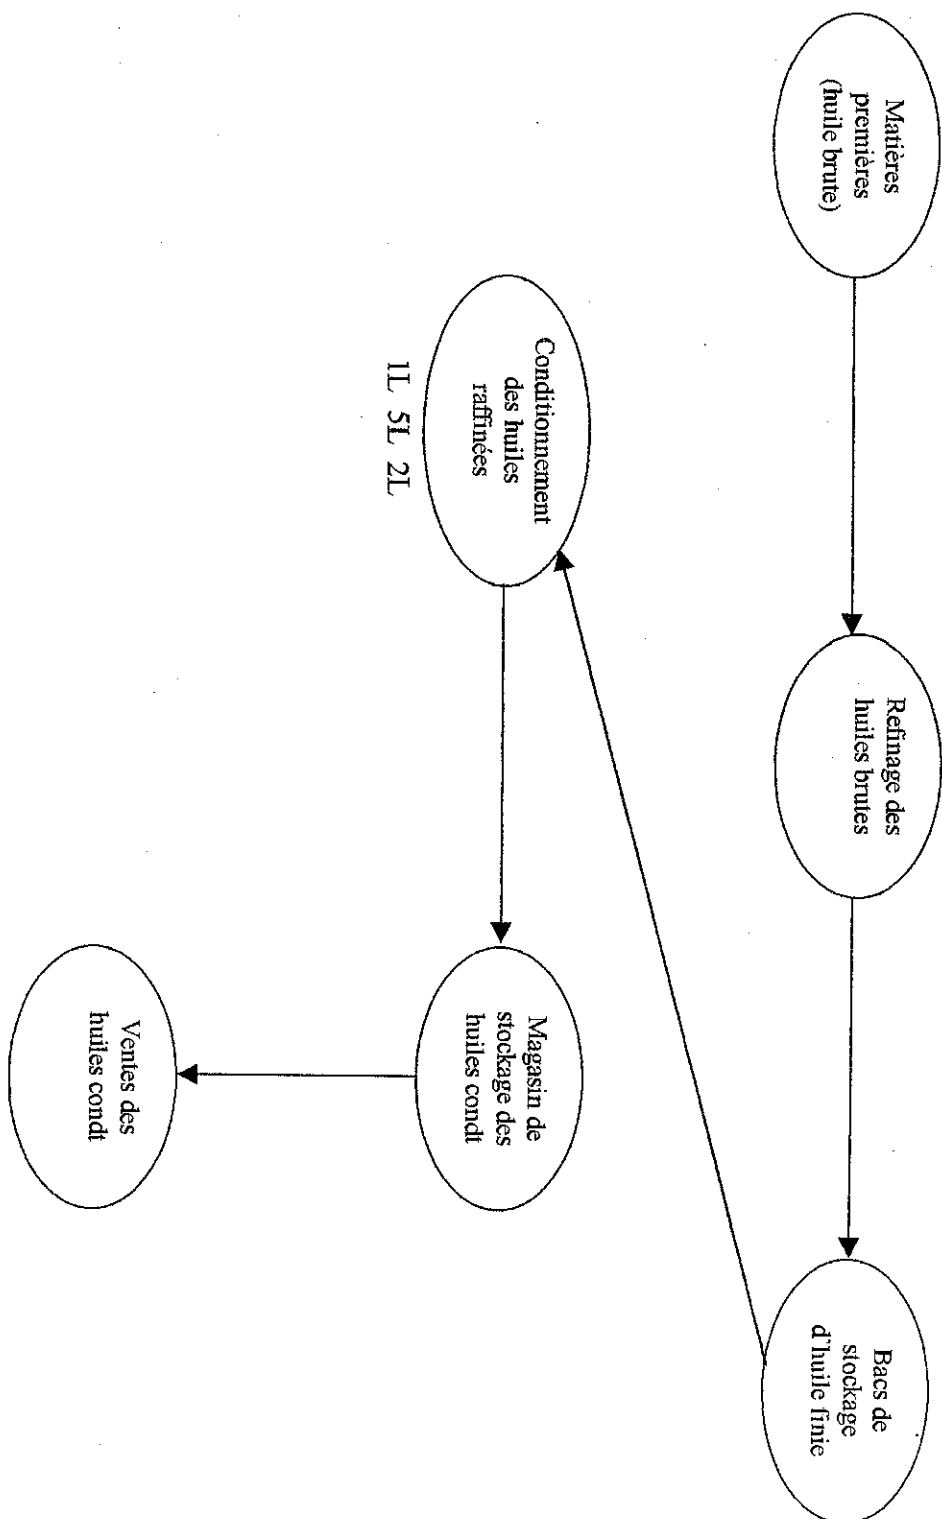 Matières
premières
(huile brute)
Refinage des
huiles brutes
Bacs de
stockage
d'huile finie
Conditionnement
des huiles
raffinées
1L 5L 2L
Magasin de
stockage des
huiles condt
Ventes des
huiles condt